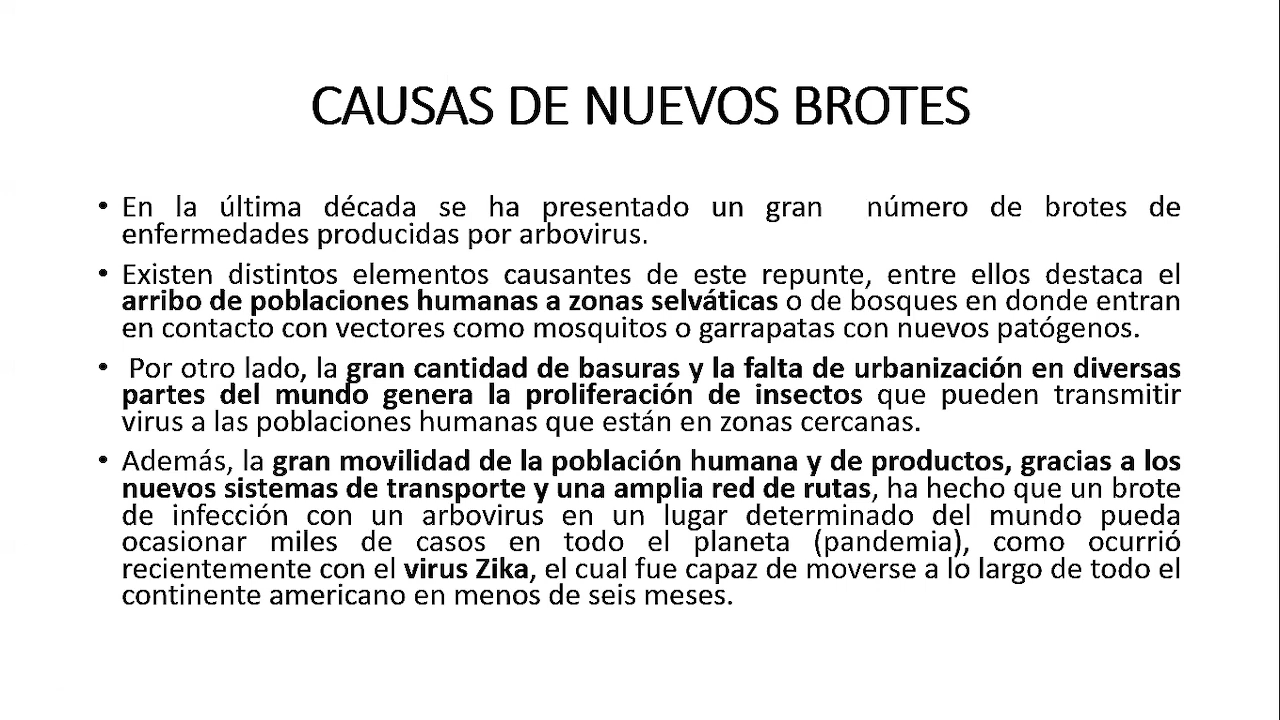 CAUSAS DE NUEVOS BROTES
• En la última década se ha presentado un gran número de brotes de
enfermedades producidas por arbovirus.
• Existen distintos elementos causantes de este repunte, entre ellos destaca el
arribo de poblaciones humanas a zonas selváticas o de bosques en donde entran
en contacto con vectores como mosquitos o garrapatas con nuevos patógenos.
• Por otro lado, la gran cantidad de basuras y la falta de urbanización en diversas
partes del mundo genera la proliferación de insectos que pueden transmitir
virus a las poblaciones humanas que están en zonas cercanas.
• Además, la gran movilidad de la población humana y de productos, gracias a los
nuevos sistemas de transporte y una amplia red de rutas, ha hecho que un brote
de infección con un arbovirus en un lugar determinado del mundo pueda
ocasionar miles de casos en todo el planeta (pandemia), como ocurrió
recientemente con el virus Zika, el cual fue capaz de moverse a lo largo de todo el
continente americano en menos de seis meses.